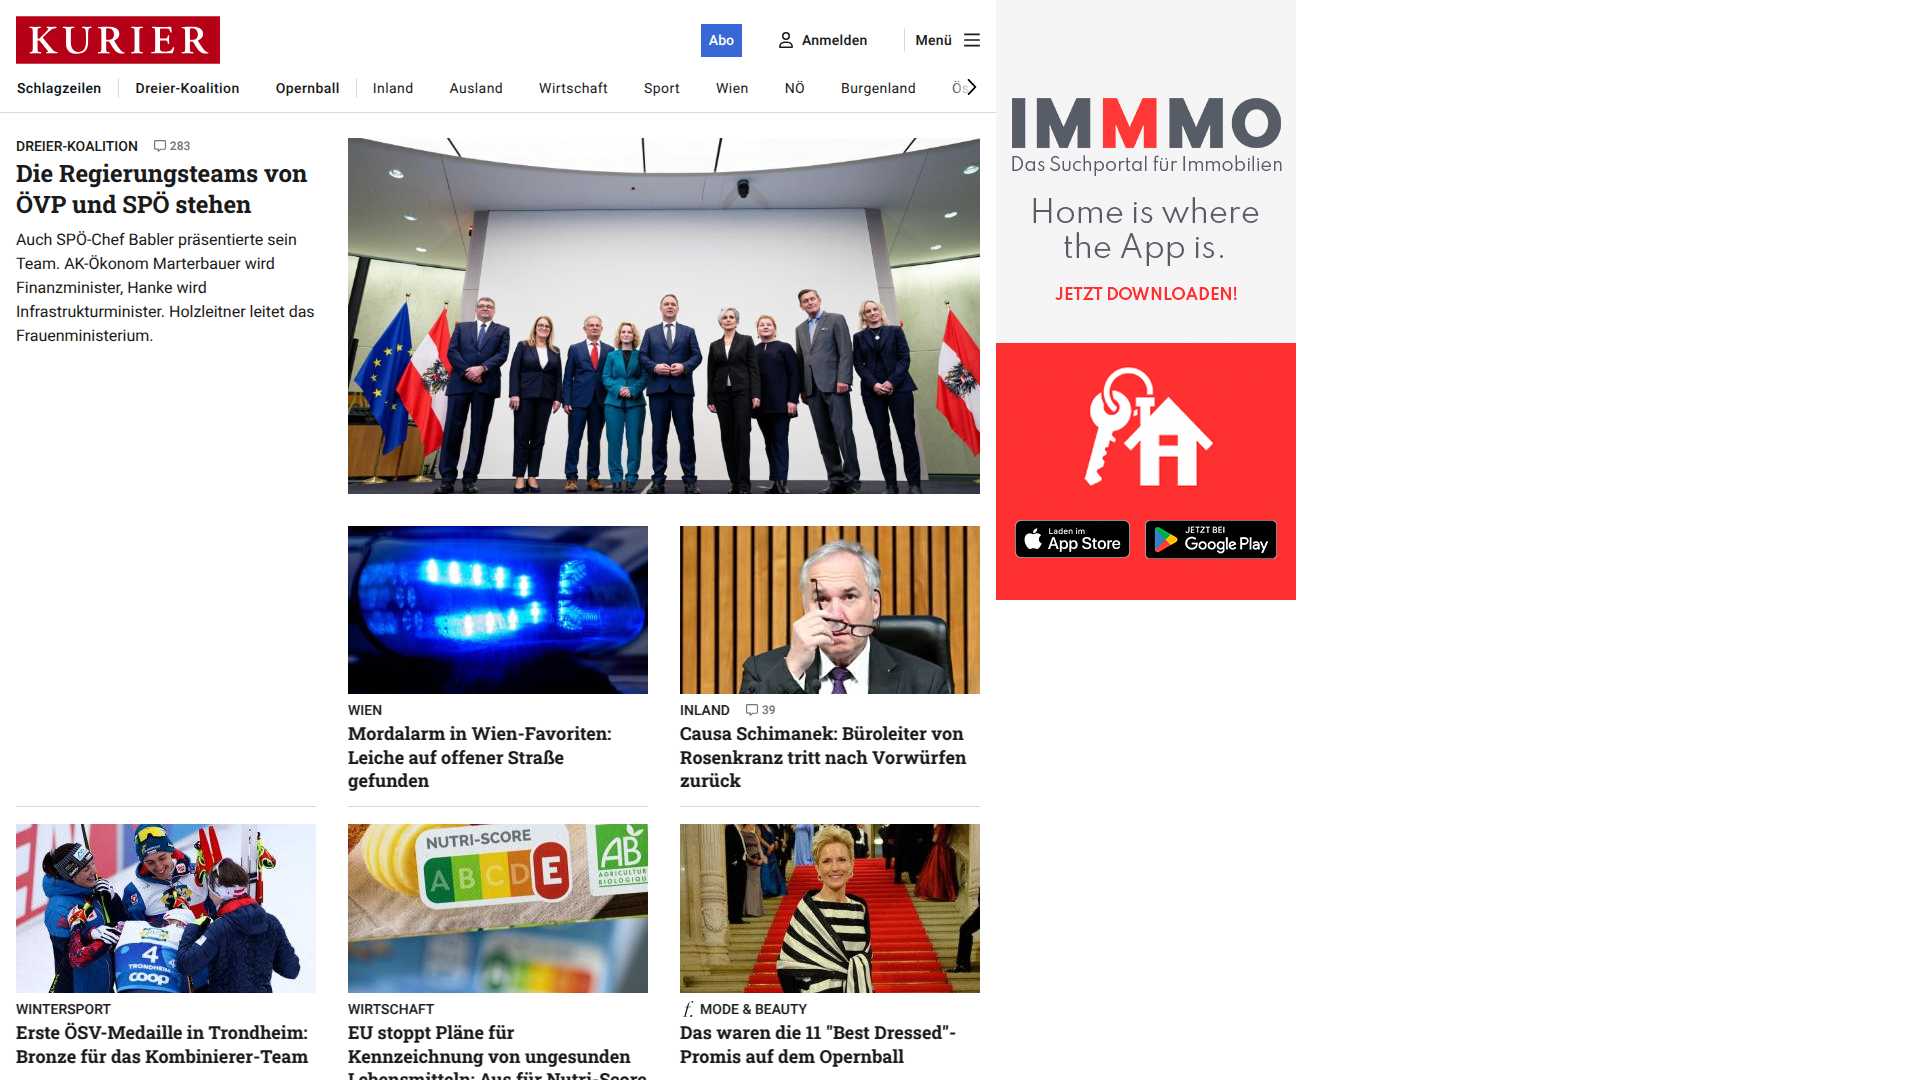 KURIER
Abo
Anmelden
Menü
Schlagzeilen
Dreier-Koalition
Opernball
Inland
Ausland
Wirtschaft
Sport
Wien
NÖ
Burgenland
DREIER-KOALITION 283
Die Regierungsteams von
ÖVP und SPÖ stehen
Auch SPÖ-Chef Babler präsentierte sein
Team. AK-Ökonom Marterbauer wird
Finanzminister, Hanke wird
Infrastrukturminister. Holzleitner leitet das
Frauenministerium.
IMMMO
Das Suchportal für Immobilien
Home is where
the App is.
JETZT DOWNLOADEN!
Laden im
App Store
JETZT BEI
Google Play
WIEN
Mordalarm in Wien-Favoriten:
Leiche auf offener Straße
gefunden
INLAND 39
Causa Schimanek: Büroleiter von
Rosenkranz tritt nach Vorwürfen
zurück
4
TRONDHEIM
coop
WINTERSPORT
Erste ÖSV-Medaille in Trondheim:
Bronze für das Kombinierer-Team
NUTRI-SCORE
A B C D E
AB
AGRICULTURE
BIOLOGIQUE
WIRTSCHAFT
EU stoppt Pläne für
Kennzeichnung von ungesunden
Lebensmitteln: Aus für Nutri-Score
f. MODE & BEAUTY
Das waren die 11 "Best Dressed"-
Promis auf dem Opernball